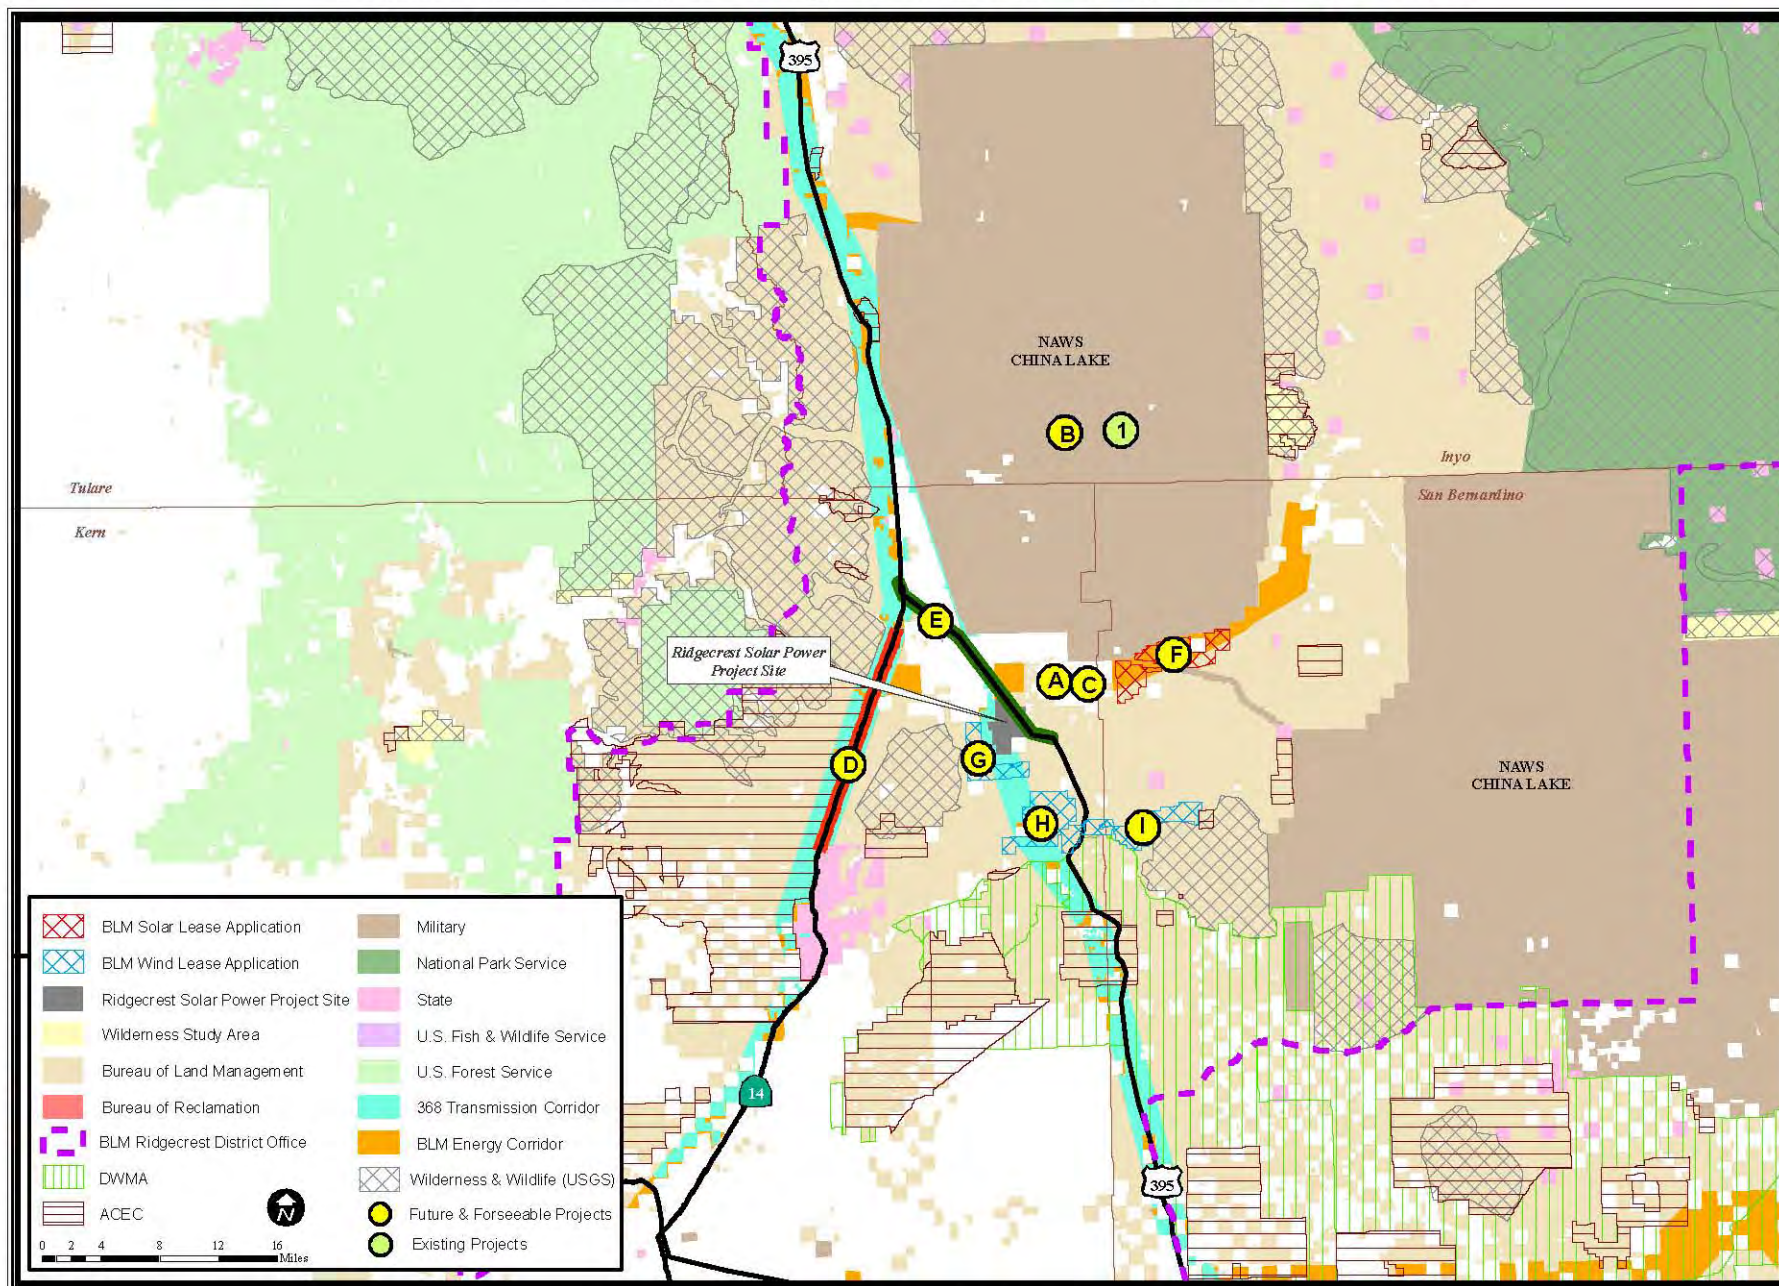 395
NAWS
CHINA LAKE
B
1
Inyo
San Bernardino
Tulare
Kern
E
Ridgecrest Solar Power
Project Site
F
A
C
D
G
NAWS
CHINA LAKE
H
I
BLM Solar Lease Application
BLM Wind Lease Application
Ridgecrest Solar Power Project Site
Wilderness Study Area
Bureau of Land Management
Bureau of Reclamation
BLM Ridgecrest District Office
DWMA
ACEC
Military
National Park Service
State
U.S. Fish & Wildlife Service
U.S. Forest Service
368 Transmission Corridor
BLM Energy Corridor
Wilderness & Wildlife (USGS)
Future & Forseeable Projects
Existing Projects
N
0 2 4 8 12 16
Miles
14
395